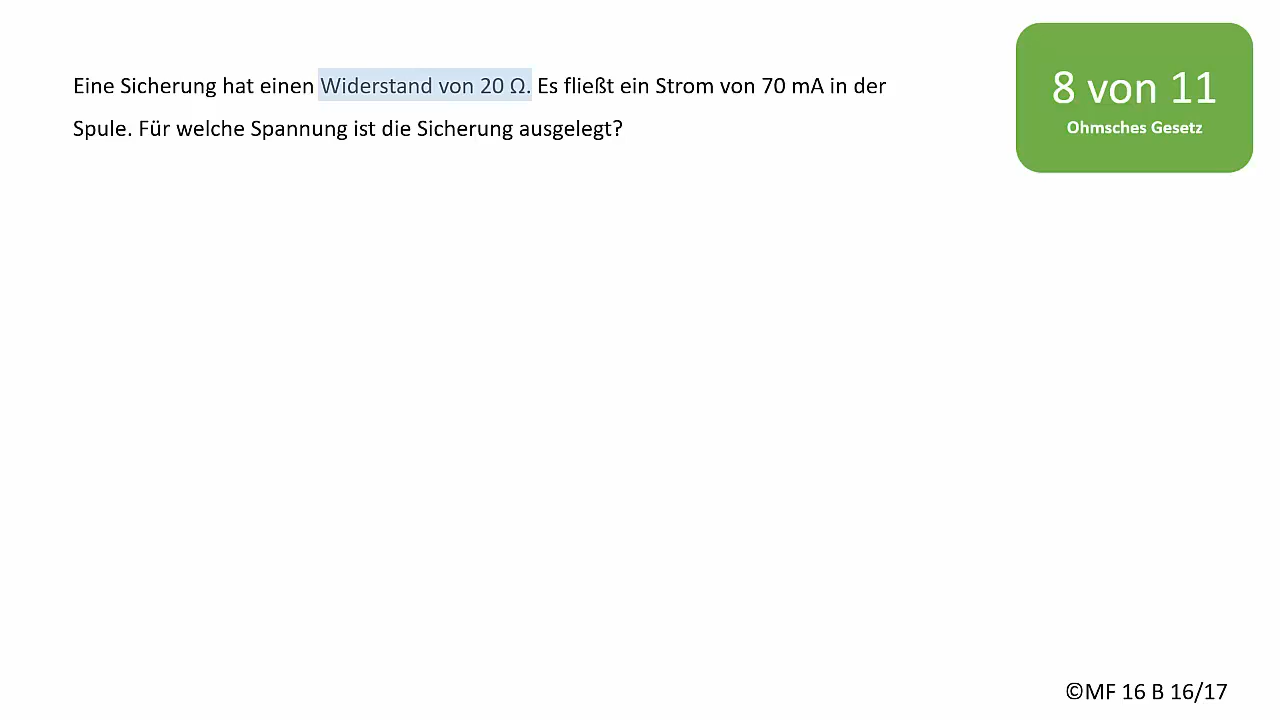 Eine Sicherung hat einen Widerstand von 20 Ω. Es fließt ein Strom von 70 mA in der
Spule. Für welche Spannung ist die Sicherung ausgelegt?
8 von 11
Ohmsches Gesetz
©MF 16 B 16/17